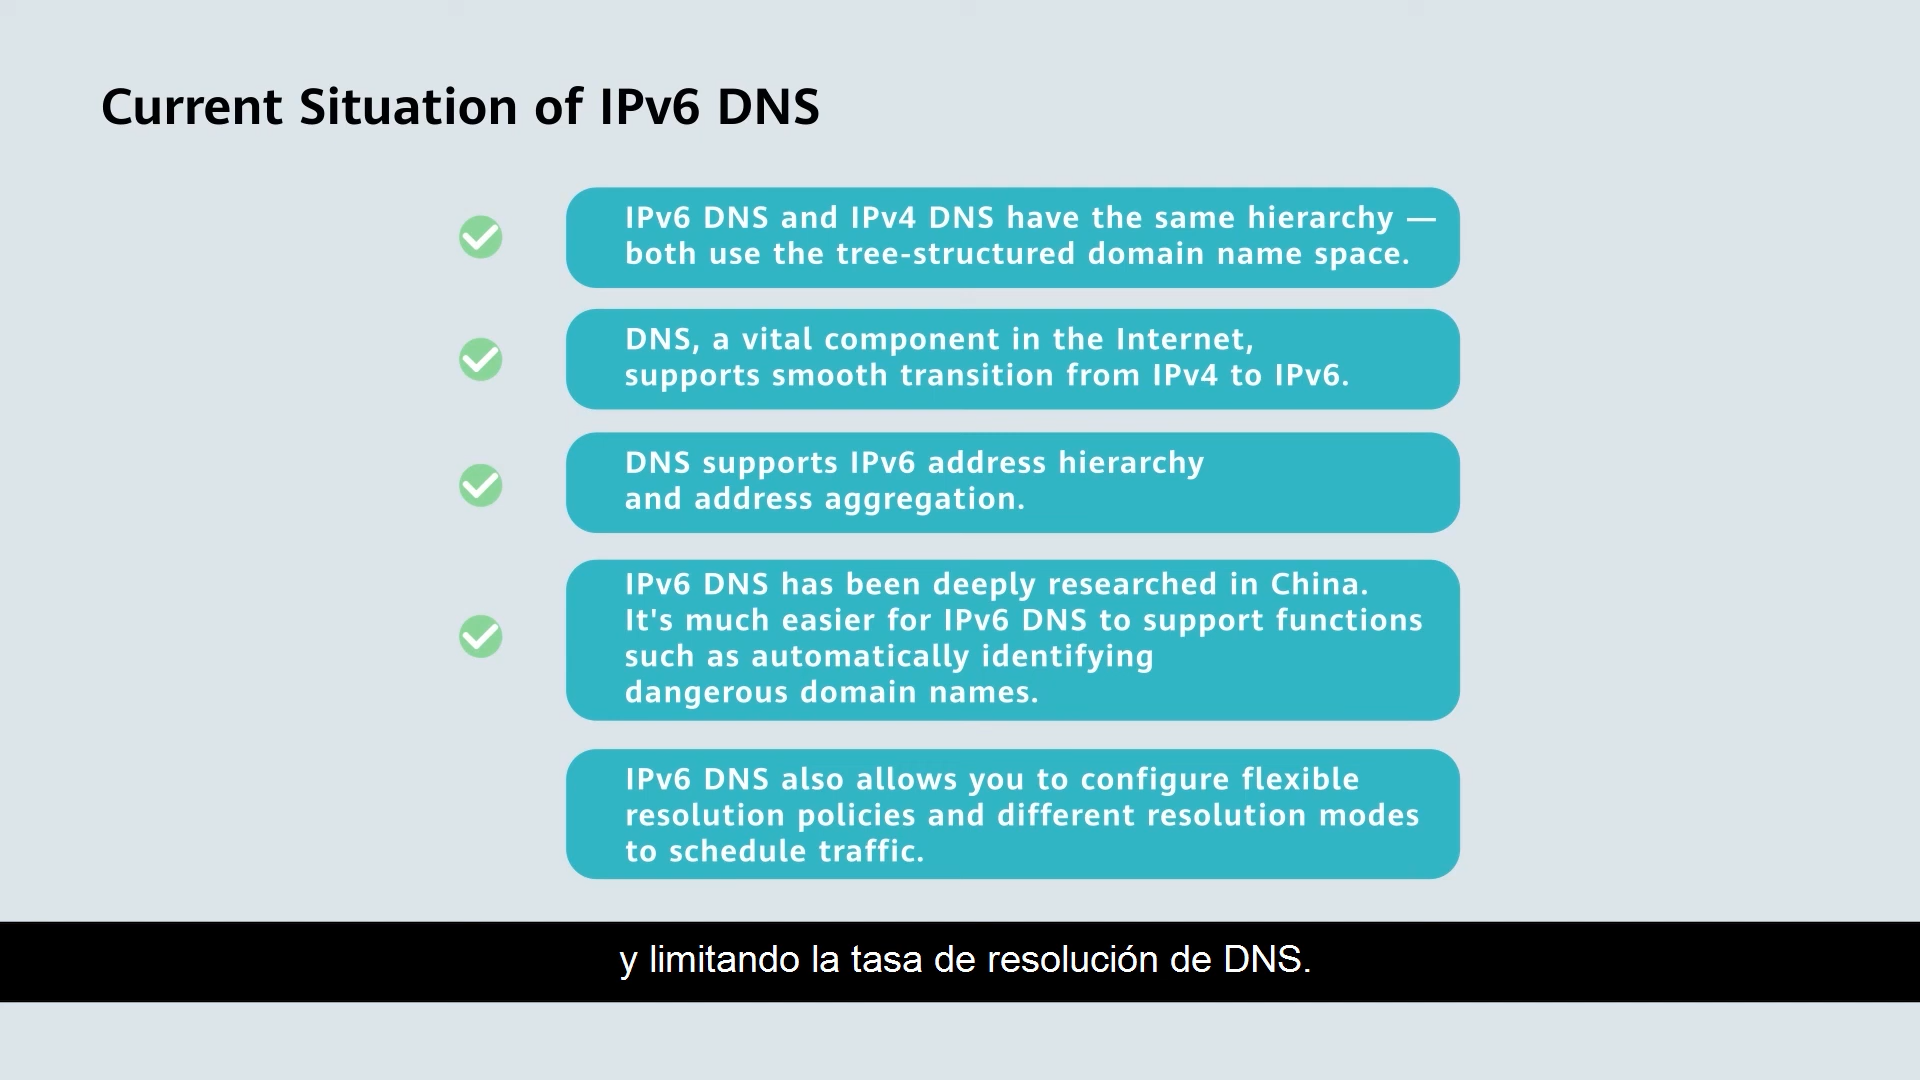 Current Situation of IPv6 DNS
IPv6 DNS and IPv4 DNS have the same hierarchy —
both use the tree-structured domain name space.
DNS, a vital component in the Internet,
supports smooth transition from IPv4 to IPv6.
DNS supports IPv6 address hierarchy
and address aggregation.
IPv6 DNS has been deeply researched in China.
It's much easier for IPv6 DNS to support functions
such as automatically identifying
dangerous domain names.
IPv6 DNS also allows you to configure flexible
resolution policies and different resolution modes
to schedule traffic.
y limitando la tasa de resolución de DNS.